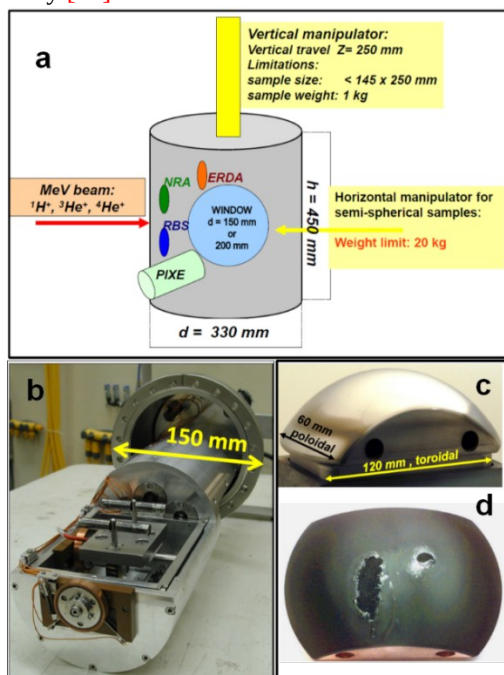 a
Vertical manipulator:
Vertical travel Z= 250 mm
Limitations:
sample size: < 145 x 250 mm
sample weight: 1 kg
NRA
ERDA
MeV beam:
¹H⁺, ³He⁺, ⁴He⁺
RBS
WINDOW
d = 150 mm
or
200 mm
PIXE
h = 450mm
Horizontal manipulator for
semi-spherical samples:
Weight limit: 20 kg
d = 330 mm
b
150 mm
c
60 mm
poloidal
120 mm , toroidal
d